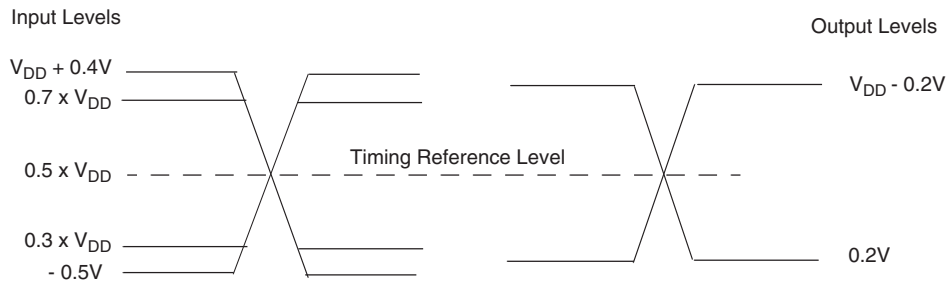 Input Levels
Output Levels
V_DD + 0.4V
V_DD - 0.2V
0.7 x V_DD
Timing Reference Level
0.5 x V_DD
0.3 x V_DD
0.2V
- 0.5V